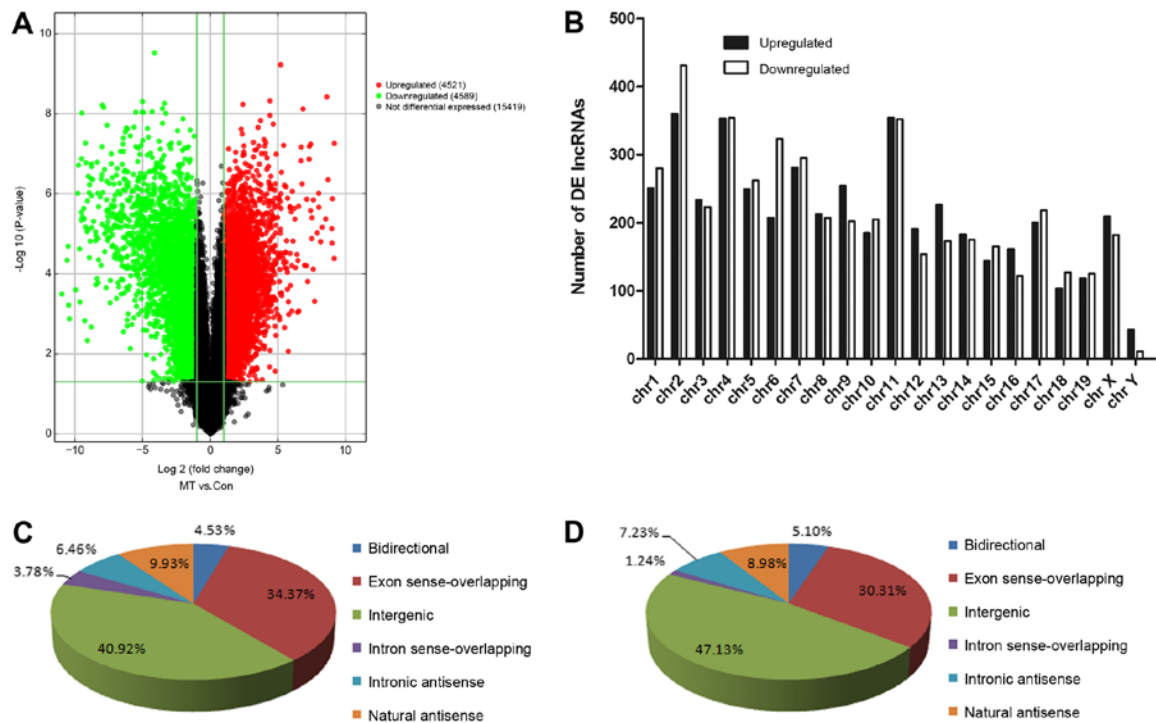 A
10
8
6
4
2
0
-Log 10 (P-value)
-10
-5
0
5
10
Log 2 (fold change)
MT vs.Con
Upregulated (4521)
Downregulated (4589)
Not differential expressed (15419)
B
Number of DE lncRNAs
500
400
300
200
100
0
Upregulated
Downregulated
chr1
chr2
chr3
chr4
chr5
chr6
chr7
chr8
chr9
chr10
chr11
chr12
chr13
chr14
chr15
chr16
chr17
chr18
chr19
chr X
chr Y
C
4.53%
34.37%
40.92%
3.78%
6.46%
9.93%
Bidirectional
Exon sense-overlapping
Intergenic
Intron sense-overlapping
Intronic antisense
Natural antisense
D
5.10%
30.31%
47.13%
1.24%
7.23%
8.98%
Bidirectional
Exon sense-overlapping
Intergenic
Intron sense-overlapping
Intronic antisense
Natural antisense